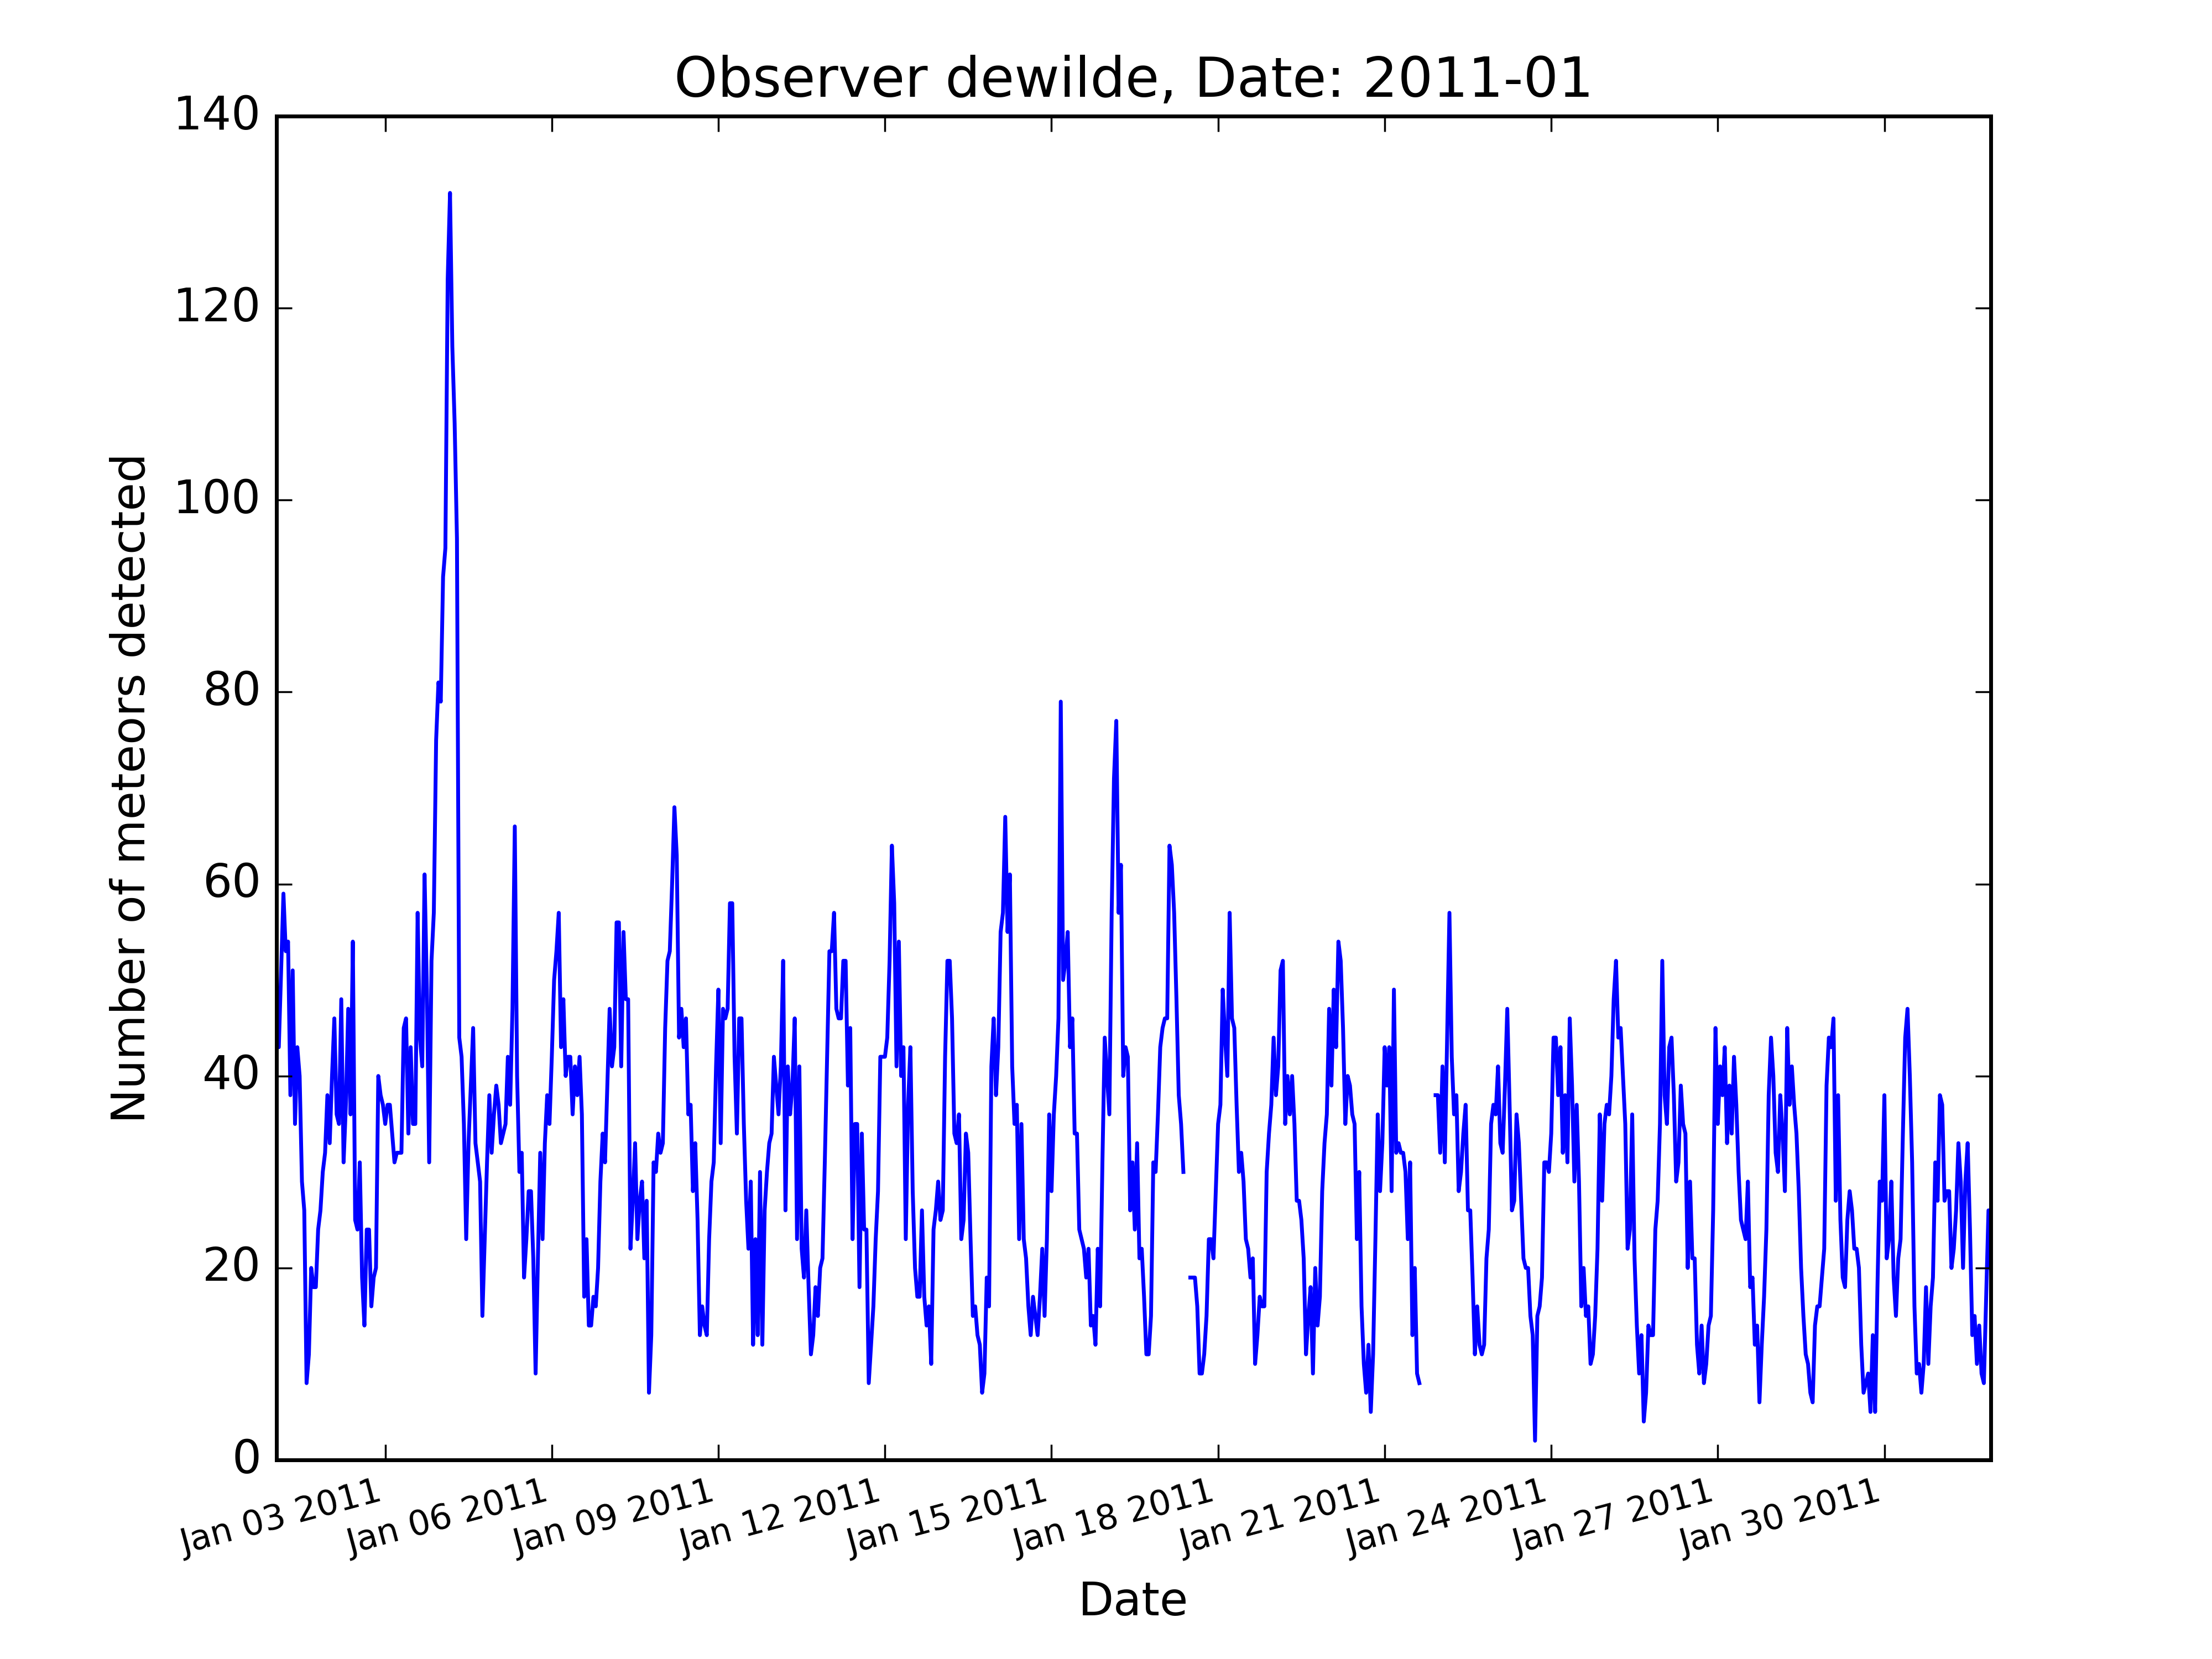 Observer dewilde, Date: 2011-01
140
120
100
80
60
40
20
0
Number of meteors detected
Jan 03 2011
Jan 06 2011
Jan 09 2011
Jan 12 2011
Jan 15 2011
Jan 18 2011
Jan 21 2011
Jan 24 2011
Jan 27 2011
Jan 30 2011
Date